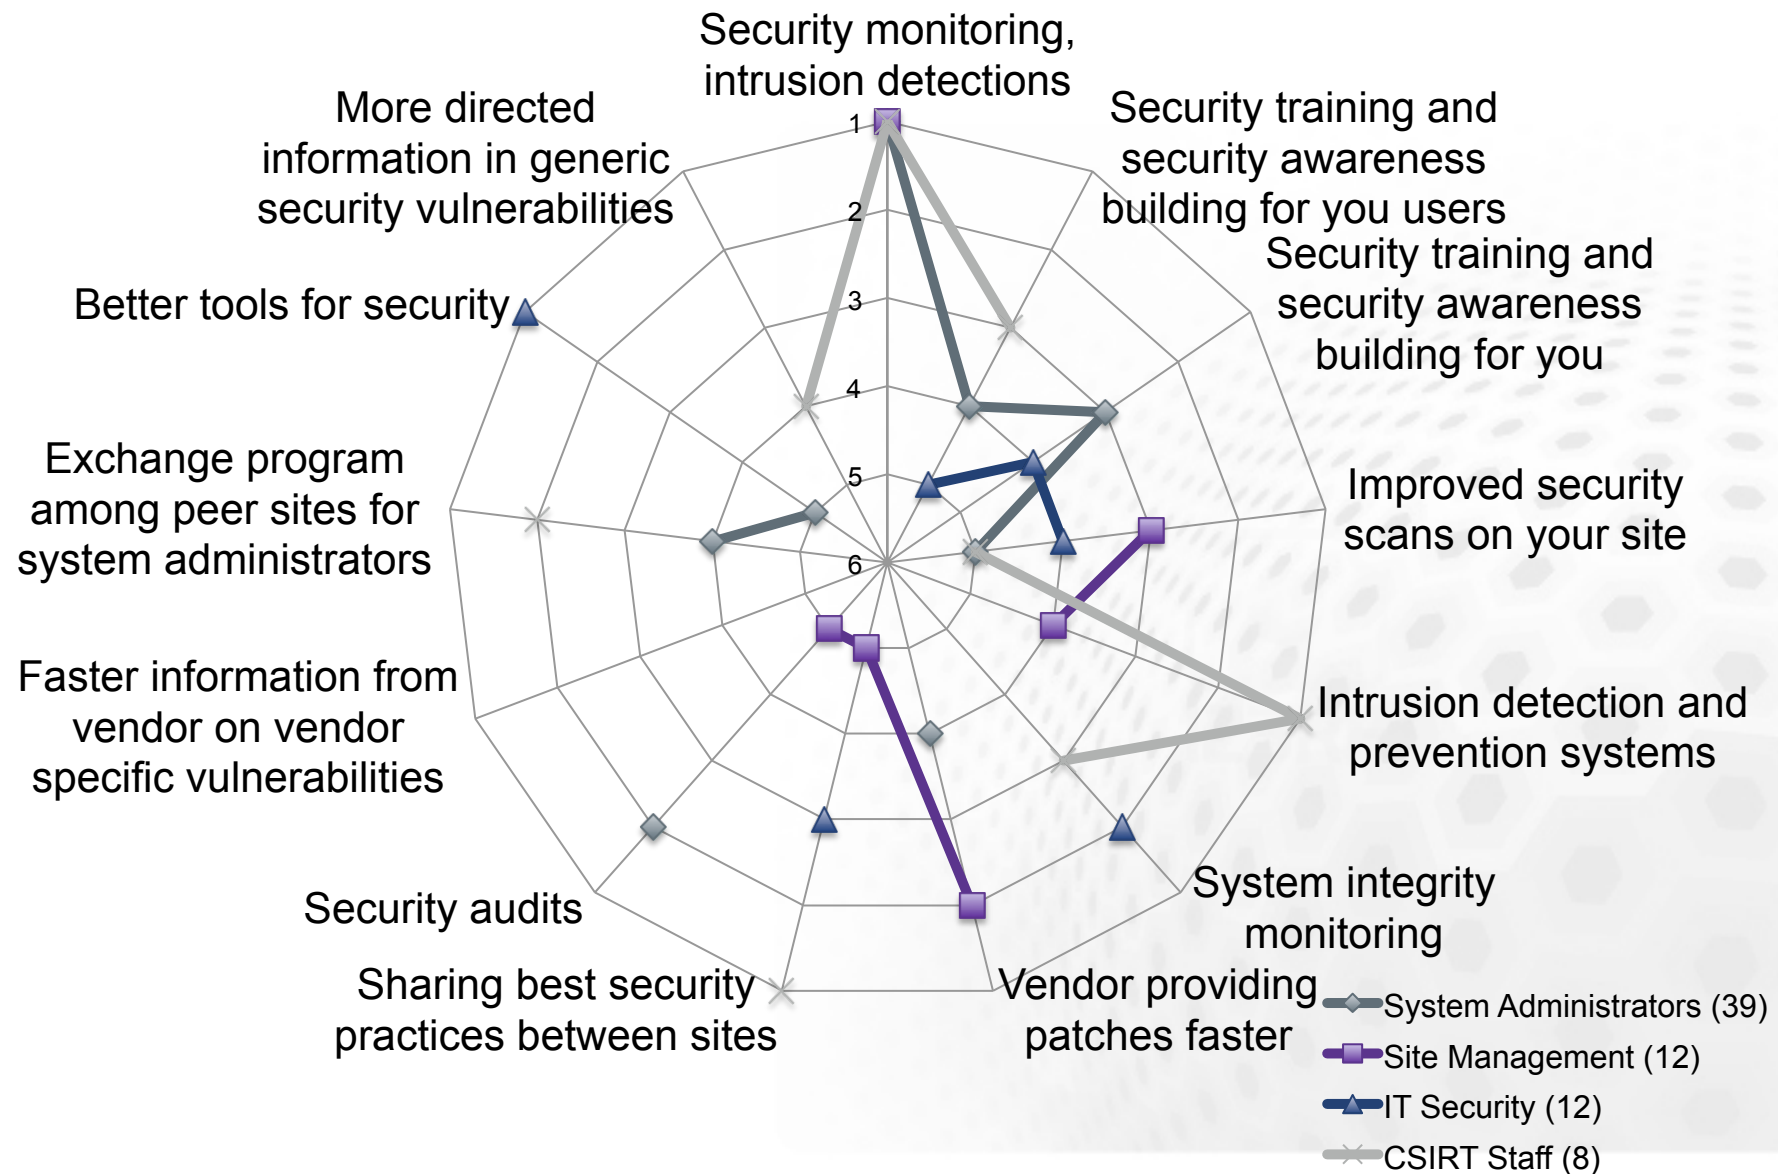 Security monitoring,
intrusion detections
More directed
information in generic
security vulnerabilities
Security training and
security awareness
building for you users
Security training and
security awareness
building for you
Better tools for security
Exchange program
among peer sites for
system administrators
Improved security
scans on your site
Faster information from
vendor on vendor
specific vulnerabilities
Intrusion detection and
prevention systems
Security audits
System integrity
monitoring
Sharing best security
practices between sites
Vendor providing
patches faster
1
2
3
4
5
6
System Administrators (39)
Site Management (12)
IT Security (12)
CSIRT Staff (8)